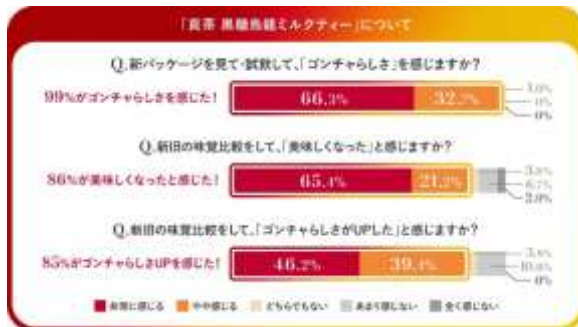 「貢茶 黒糖烏龍ミルクティー」について
Q.新パッケージを見て・試飲して、「ゴンチャらしさ」を感じますか?
99%がゴンチャらしさを感じた!
66.3%
32.7%
1.0%
0%
0%
Q.新旧の味覚比較をして、「美味しくなった」と感じますか?
86%が美味しくなったと感じた!
65.4%
21.2%
6.7%
Q.新旧の味覚比較をして、「ゴンチャらしさがUPした」と感じますか?
85%がゴンチャらしさUPを感じた!
46.2%
39.4%
0%
非常に感じる
やや感じる
どちらでもない
あまり感じない
全く感じない